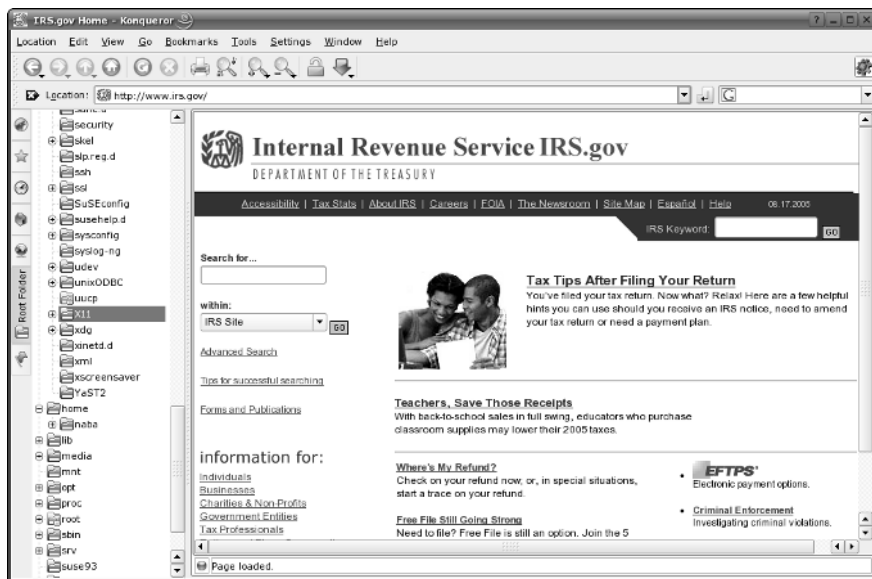 IRS.gov Home - Konqueror
Location Edit View Go Bookmarks Tools Settings Window Help
Location: http://www.irs.gov/
security
skel
slp.reg.d
ssh
ssl
SuSEconfig
susehelp.d
sysconfig
syslog-ng
udev
unixODBC
uucp
X11
xdg
xinetd.d
xml
xscreensaver
YaST2
home
naba
lib
media
mnt
opt
proc
root
sbin
srv
suse93
Root Folder
Internal Revenue Service IRS.gov
DEPARTMENT OF THE TREASURY
Accessibility | Tax Stats | About IRS | Careers | FOIA | The Newsroom | Site Map | Español | Help 08.17.2005
IRS Keyword: GO
Search for...
within:
IRS Site GO
Advanced Search
Tips for successful searching
Forms and Publications
information for:
Individuals
Businesses
Charities & Non-Profits
Government Entities
Tax Professionals
Tax Tips After Filing Your Return
You've filed your tax return. Now what? Relax! Here are a few helpful
hints you can use should you receive an IRS notice, need to amend
your tax return or need a payment plan.
Teachers, Save Those Receipts
With back-to-school sales in full swing, educators who purchase
classroom supplies may lower their 2005 taxes.
Where's My Refund?
Check on your refund now, or, in special situations,
start a trace on your refund.
Free File Still Going Strong
Need to file? Free File is still an option. Join the 5
EFTPS
Electronic payment options.
Criminal Enforcement
Investigating criminal violations.
Page loaded.